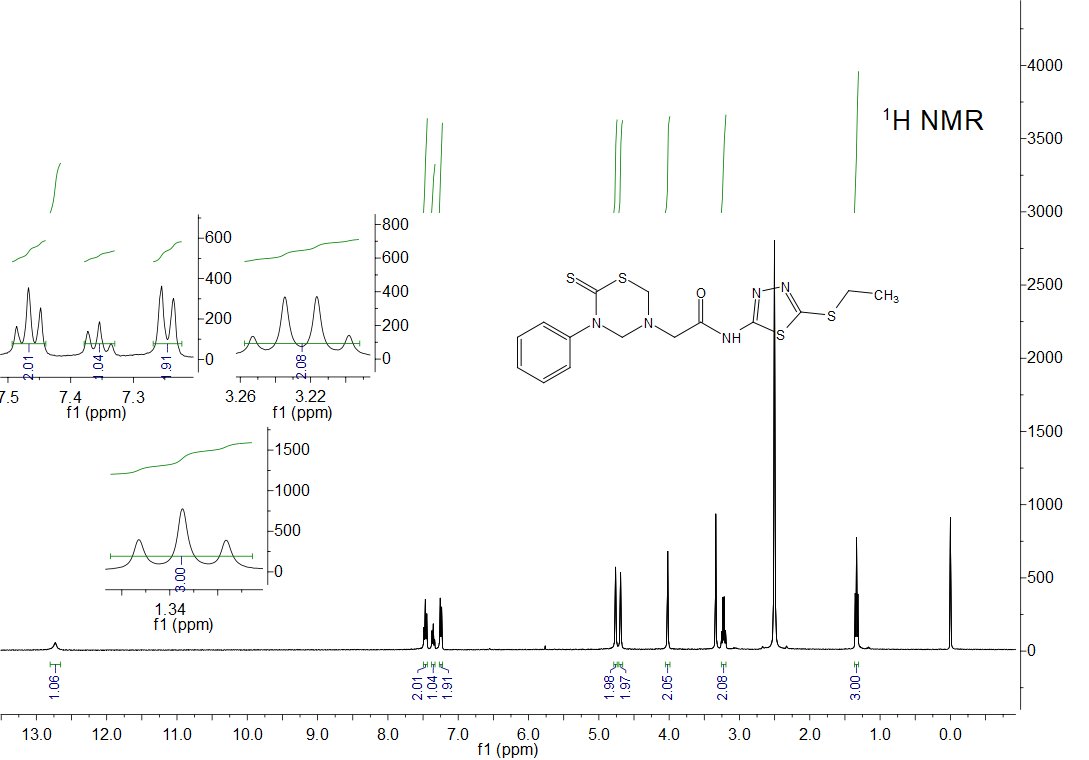 ¹H NMR
4000
3500
3000
2500
2000
1500
1000
500
0
600
400
200
0
2.01
1.04
1.91
7.5
7.4
7.3
f1 (ppm)
800
600
400
200
0
2.08
3.26
3.22
f1 (ppm)
1500
1000
500
0
3.00
1.34
f1 (ppm)
S
S
N
N
O
NH
N
N
S
S
CH3
1.06
2.01
1.04
1.91
1.98
1.97
2.05
2.08
3.00
13.0 12.0 11.0 10.0 9.0 8.0 7.0 6.0 5.0 4.0 3.0 2.0 1.0 0.0
f1 (ppm)